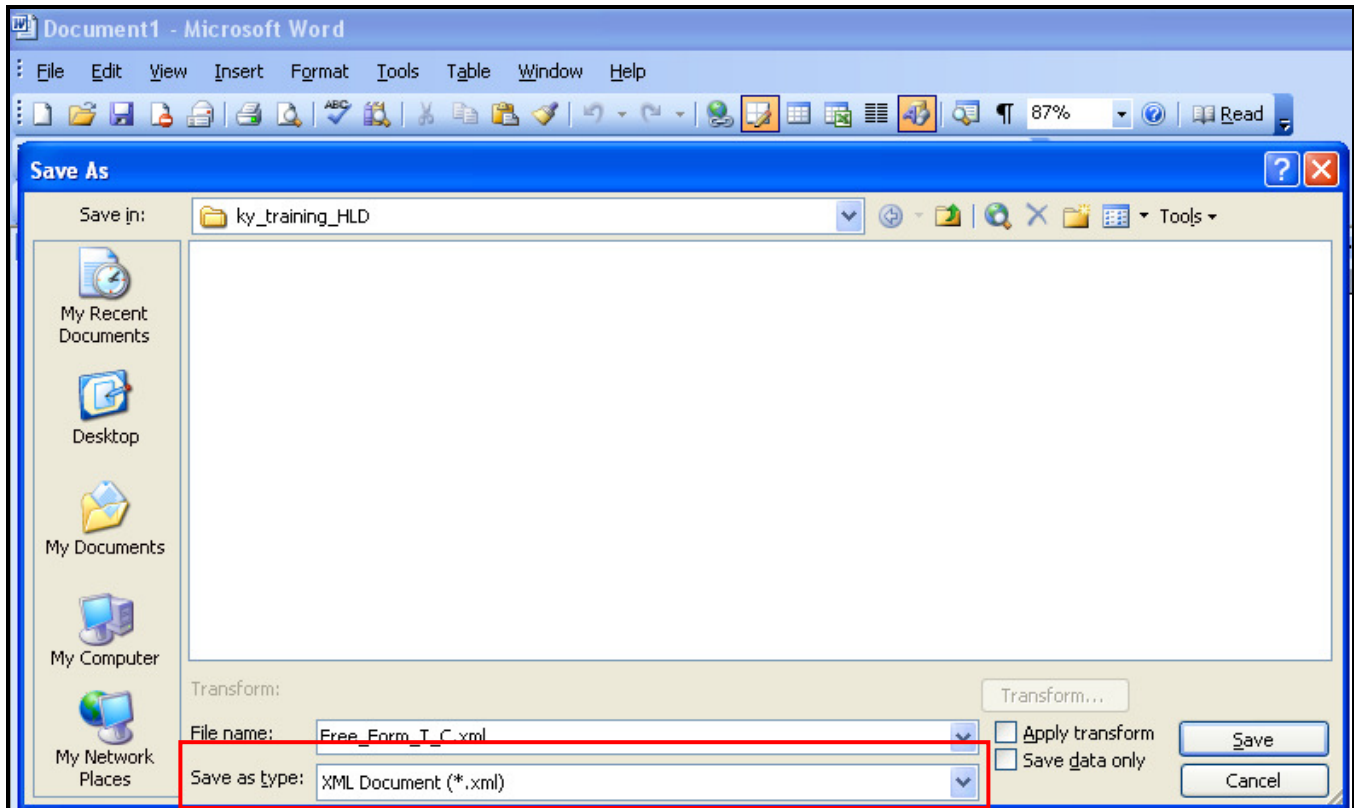 Document1 - Microsoft Word
File Edit View Insert Format Tools Table Window Help
ABC 87% Read
Save As
Save in: ky_training_HLD Tools
My Recent
Documents
Desktop
My Documents
My Computer
My Network
Places
Transform:
Transform...
File name: Free_Form_T_C.xml
Apply transform
Save
Save as type: XML Document (*.xml)
Save data only
Cancel